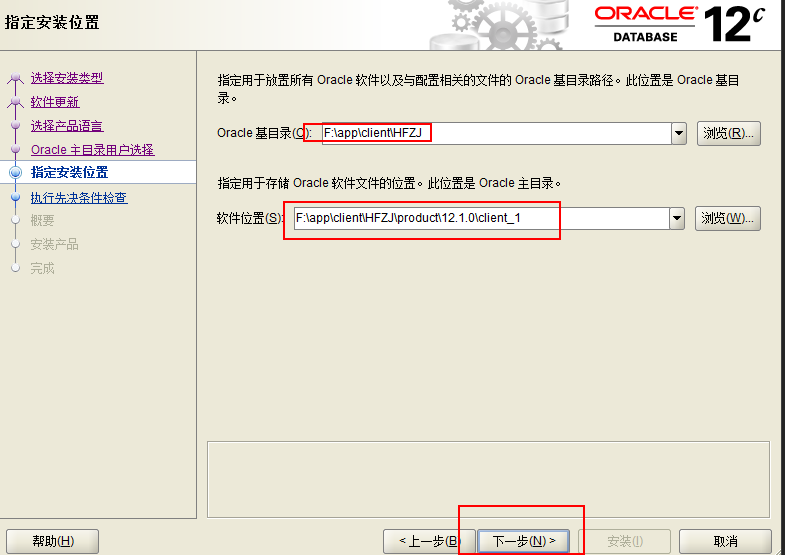 指定安装位置
ORACLE
DATABASE
12c
选择安装类型
软件更新
选择产品语言
Oracle 主目录用户选择
指定安装位置
执行先决条件检查
概要
安装产品
完成
指定用于放置所有 Oracle 软件以及与配置相关的文件的 Oracle 基目录路径。此位置是 Oracle 基目
录。
Oracle 基目录(O): F:\app\client\HFZJ 浏览(R)...
指定用于存储 Oracle 软件文件的位置。此位置是 Oracle 主目录。
软件位置(S): F:\app\client\HFZJ\product\12.1.0\client_1 浏览(W)...
帮助(H) < 上一步(B) 下一步(N) > 安装(I) 取消